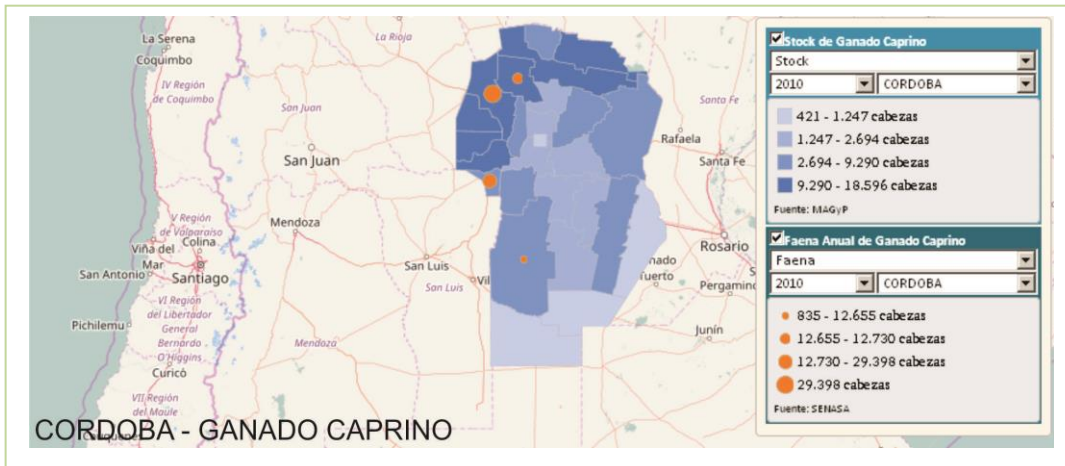 La Serena
Coquimbo
La Rioja
IV Región
de Coquimbo
San Juan
San Juan
Santa Fe
Rafaela
Santa Fe
V Región
de Valparaíso
Viña del
Mar
Colina
San Antonio
Santiago
Mendoza
San Luis
San Luis
Vil
Rosario
nado
Tuerto
Pergamino
Pichilemu
VI Región
del Libertador
General
Bernardo
O'Higgins
Mendoza
Junín
Curicó
VII Región
del Maule
CORDOBA - GANADO CAPRINO
Stock de Ganado Caprino
Stock
2010 CORDOBA
421 - 1.247 cabezas
1.247 - 2.694 cabezas
2.694 - 9.290 cabezas
9.290 - 18.596 cabezas
Fuente: MAGyP
Faena Anual de Ganado Caprino
Faena
2010 CORDOBA
835 - 12.655 cabezas
12.655 - 12.730 cabezas
12.730 - 29.398 cabezas
29.398 cabezas
Fuente: SENASA